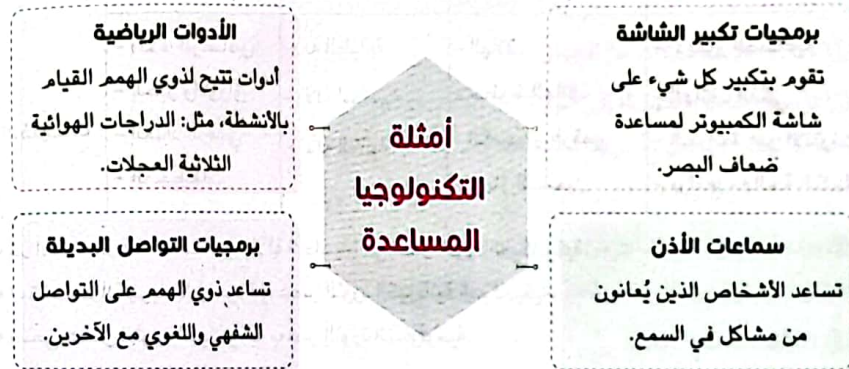 برمجيات تكبير الشاشة
تقوم بتكبير كل شيء على
شاشة الكمبيوتر لمساعدة
ضعاف البصر.
الأدوات الرياضية
أدوات تتيح لذوي الهمم القيام
بالأنشطة، مثل: الدراجات الهوائية
الثلاثية العجلات.
أمثلة
التكنولوجيا
المساعدة
سماعات الأذن
تساعد الأشخاص الذين يُعانون
من مشاكل في السمع.
برمجيات التواصل البديلة
تساعد ذوي الهمم على التواصل
الشفهي واللغوي مع الآخرين.